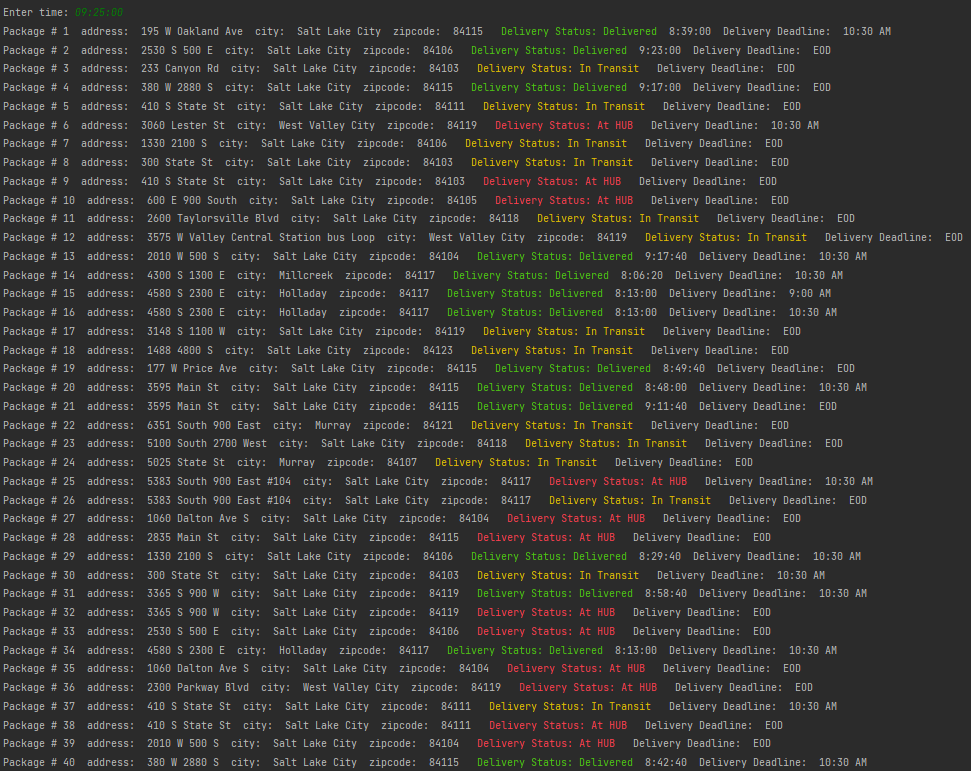 Enter time: 09:25:00
Package # 1 address: 195 W Oakland Ave city: Salt Lake City zipcode: 84115 Delivery Status: Delivered 8:39:00 Delivery Deadline: 10:30 AM
Package # 2 address: 2530 S 500 E city: Salt Lake City zipcode: 84106 Delivery Status: Delivered 9:23:00 Delivery Deadline: EOD
Package # 3 address: 233 Canyon Rd city: Salt Lake City zipcode: 84103 Delivery Status: In Transit Delivery Deadline: EOD
Package # 4 address: 380 W 2880 S city: Salt Lake City zipcode: 84115 Delivery Status: Delivered 9:17:00 Delivery Deadline: EOD
Package # 5 address: 410 S State St city: Salt Lake City zipcode: 84111 Delivery Status: In Transit Delivery Deadline: EOD
Package # 6 address: 3060 Lester St city: West Valley City zipcode: 84119 Delivery Status: At HUB Delivery Deadline: 10:30 AM
Package # 7 address: 1330 2100 S city: Salt Lake City zipcode: 84106 Delivery Status: In Transit Delivery Deadline: EOD
Package # 8 address: 300 State St city: Salt Lake City zipcode: 84103 Delivery Status: In Transit Delivery Deadline: EOD
Package # 9 address: 410 S State St city: Salt Lake City zipcode: 84103 Delivery Status: At HUB Delivery Deadline: EOD
Package # 10 address: 600 E 900 South city: Salt Lake City zipcode: 84105 Delivery Status: At HUB Delivery Deadline: EOD
Package # 11 address: 2600 Taylorsville Blvd city: Salt Lake City zipcode: 84118 Delivery Status: In Transit Delivery Deadline: EOD
Package # 12 address: 3575 W Valley Central Station bus Loop city: West Valley City zipcode: 84119 Delivery Status: In Transit Delivery Deadline: EOD
Package # 13 address: 2010 W 500 S city: Salt Lake City zipcode: 84104 Delivery Status: Delivered 9:17:40 Delivery Deadline: 10:30 AM
Package # 14 address: 4300 S 1300 E city: Millcreek zipcode: 84117 Delivery Status: Delivered 8:06:20 Delivery Deadline: 10:30 AM
Package # 15 address: 4580 S 2300 E city: Holladay zipcode: 84117 Delivery Status: Delivered 8:13:00 Delivery Deadline: 9:00 AM
Package # 16 address: 4580 S 2300 E city: Holladay zipcode: 84117 Delivery Status: Delivered 8:13:00 Delivery Deadline: 10:30 AM
Package # 17 address: 3148 S 1100 W city: Salt Lake City zipcode: 84119 Delivery Status: In Transit Delivery Deadline: EOD
Package # 18 address: 1488 4800 S city: Salt Lake City zipcode: 84123 Delivery Status: In Transit Delivery Deadline: EOD
Package # 19 address: 177 W Price Ave city: Salt Lake City zipcode: 84115 Delivery Status: Delivered 8:49:40 Delivery Deadline: EOD
Package # 20 address: 3595 Main St city: Salt Lake City zipcode: 84115 Delivery Status: Delivered 8:48:00 Delivery Deadline: 10:30 AM
Package # 21 address: 3595 Main St city: Salt Lake City zipcode: 84115 Delivery Status: Delivered 9:11:40 Delivery Deadline: EOD
Package # 22 address: 6351 South 900 East city: Murray zipcode: 84121 Delivery Status: In Transit Delivery Deadline: EOD
Package # 23 address: 5100 South 2700 West city: Salt Lake City zipcode: 84118 Delivery Status: In Transit Delivery Deadline: EOD
Package # 24 address: 5025 State St city: Murray zipcode: 84107 Delivery Status: In Transit Delivery Deadline: EOD
Package # 25 address: 5383 South 900 East #104 city: Salt Lake City zipcode: 84117 Delivery Status: At HUB Delivery Deadline: 10:30 AM
Package # 26 address: 5383 South 900 East #104 city: Salt Lake City zipcode: 84117 Delivery Status: In Transit Delivery Deadline: EOD
Package # 27 address: 1060 Dalton Ave S city: Salt Lake City zipcode: 84104 Delivery Status: At HUB Delivery Deadline: EOD
Package # 28 address: 2835 Main St city: Salt Lake City zipcode: 84115 Delivery Status: At HUB Delivery Deadline: EOD
Package # 29 address: 1330 2100 S city: Salt Lake City zipcode: 84106 Delivery Status: Delivered 8:29:40 Delivery Deadline: 10:30 AM
Package # 30 address: 300 State St city: Salt Lake City zipcode: 84103 Delivery Status: In Transit Delivery Deadline: 10:30 AM
Package # 31 address: 3365 S 900 W city: Salt Lake City zipcode: 84119 Delivery Status: Delivered 8:58:40 Delivery Deadline: 10:30 AM
Package # 32 address: 3365 S 900 W city: Salt Lake City zipcode: 84119 Delivery Status: At HUB Delivery Deadline: EOD
Package # 33 address: 2530 S 500 E city: Salt Lake City zipcode: 84106 Delivery Status: At HUB Delivery Deadline: EOD
Package # 34 address: 4580 S 2300 E city: Holladay zipcode: 84117 Delivery Status: Delivered 8:13:00 Delivery Deadline: 10:30 AM
Package # 35 address: 1060 Dalton Ave S city: Salt Lake City zipcode: 84104 Delivery Status: At HUB Delivery Deadline: EOD
Package # 36 address: 2300 Parkway Blvd city: West Valley City zipcode: 84119 Delivery Status: At HUB Delivery Deadline: EOD
Package # 37 address: 410 S State St city: Salt Lake City zipcode: 84111 Delivery Status: In Transit Delivery Deadline: 10:30 AM
Package # 38 address: 410 S State St city: Salt Lake City zipcode: 84111 Delivery Status: At HUB Delivery Deadline: EOD
Package # 39 address: 2010 W 500 S city: Salt Lake City zipcode: 84104 Delivery Status: At HUB Delivery Deadline: EOD
Package # 40 address: 380 W 2880 S city: Salt Lake City zipcode: 84115 Delivery Status: Delivered 8:42:40 Delivery Deadline: 10:30 AM